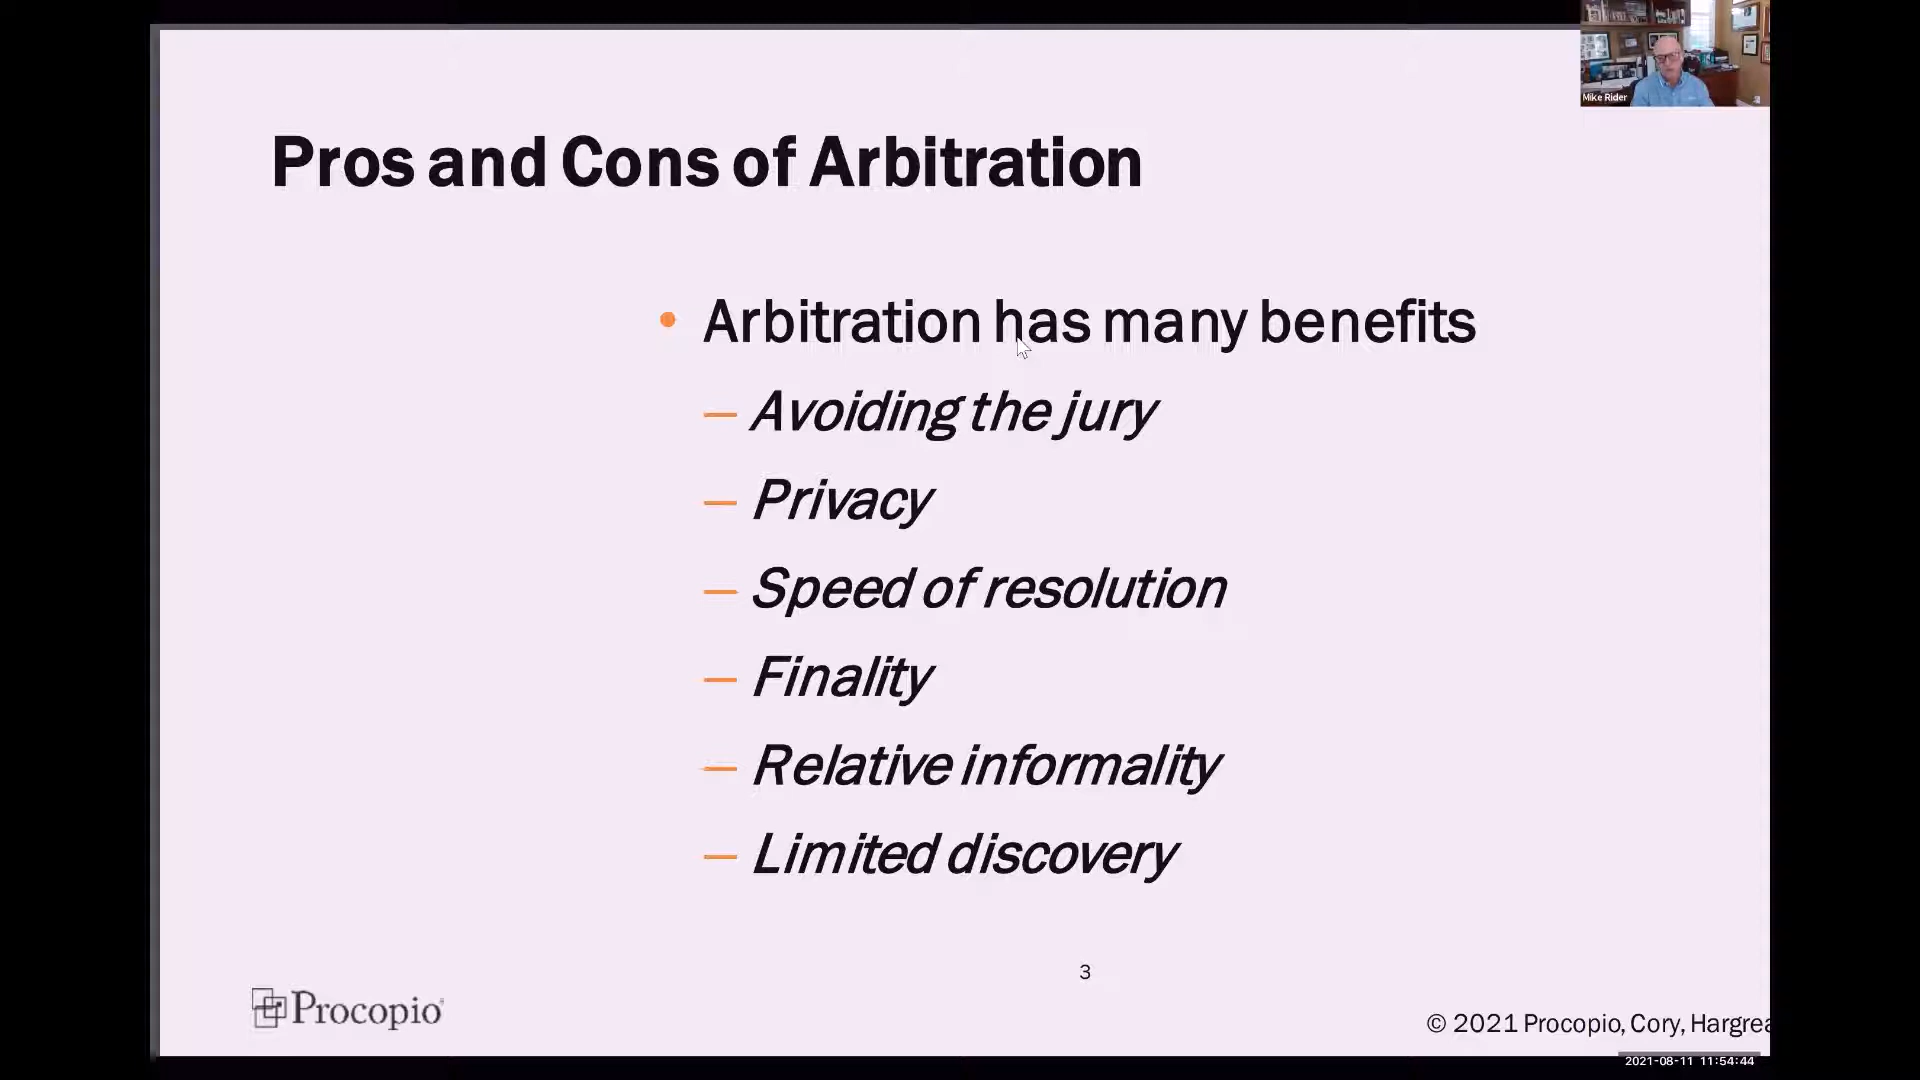 Mike Rider
Pros and Cons of Arbitration
• Arbitration has many benefits
– Avoiding the jury
– Privacy
– Speed of resolution
– Finality
– Relative informality
– Limited discovery
3
Procopio
© 2021 Procopio, Cory, Hargrea
2021-08-11 11:54:44